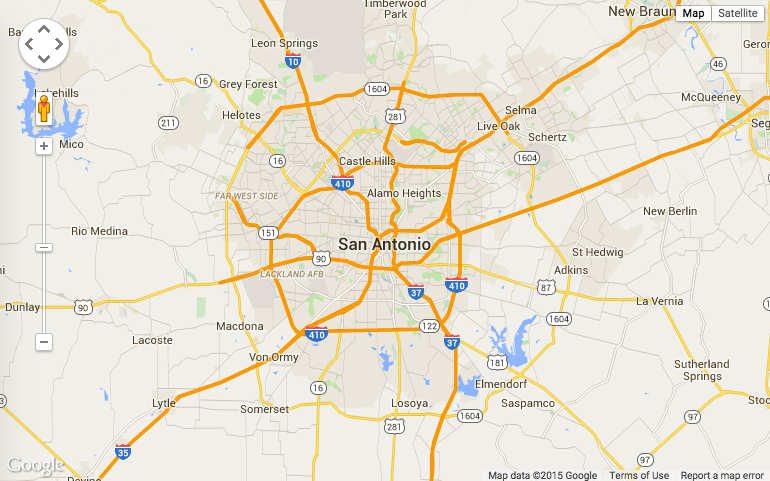 Timberwood
Park
New Braun
Map
Satellite
Leon Springs
10
Geron
46
Lakehills
16
Grey Forest
1604
McQueeney
Selma
281
Helotes
211
Live Oak
Schertz
Seg
Mico
16
Castle Hills
1604
410
FAR WEST SIDE
Alamo Heights
New Berlin
Rio Medina
151
San Antonio
St Hedwig
90
LACKLAND AFB
Adkins
410
37
87
La Vernia
Dunlay
90
1604
Macdona
410
122
Lacoste
37
Von Ormy
181
Sutherland
Springs
16
Elmendorf
Lytle
Somerset
Losoya
Saspamco
Stoc
281
1604
97
35
97
Google
Devine
Map data ©2015 Google
Terms of Use
Report a map error